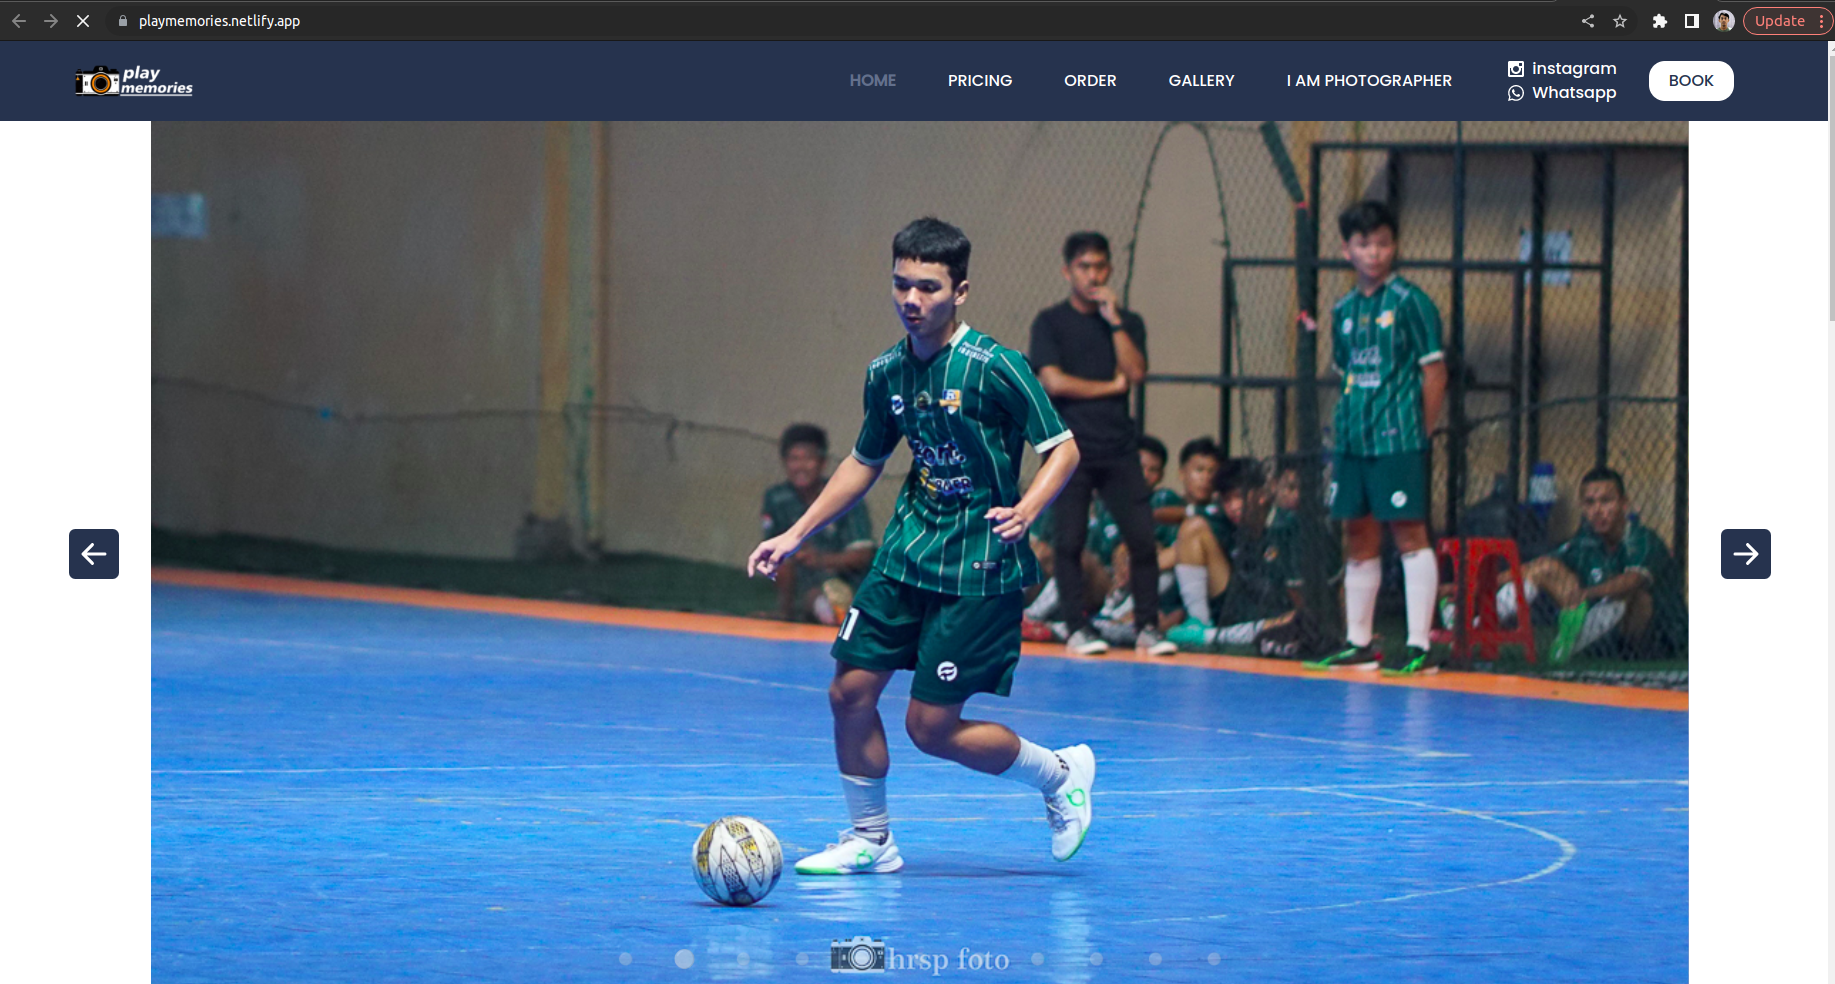 playmemories.netlify.app
Update
play
memories
HOME
PRICING
ORDER
GALLERY
I AM PHOTOGRAPHER
instagram
Whatsapp
BOOK
hrsp foto